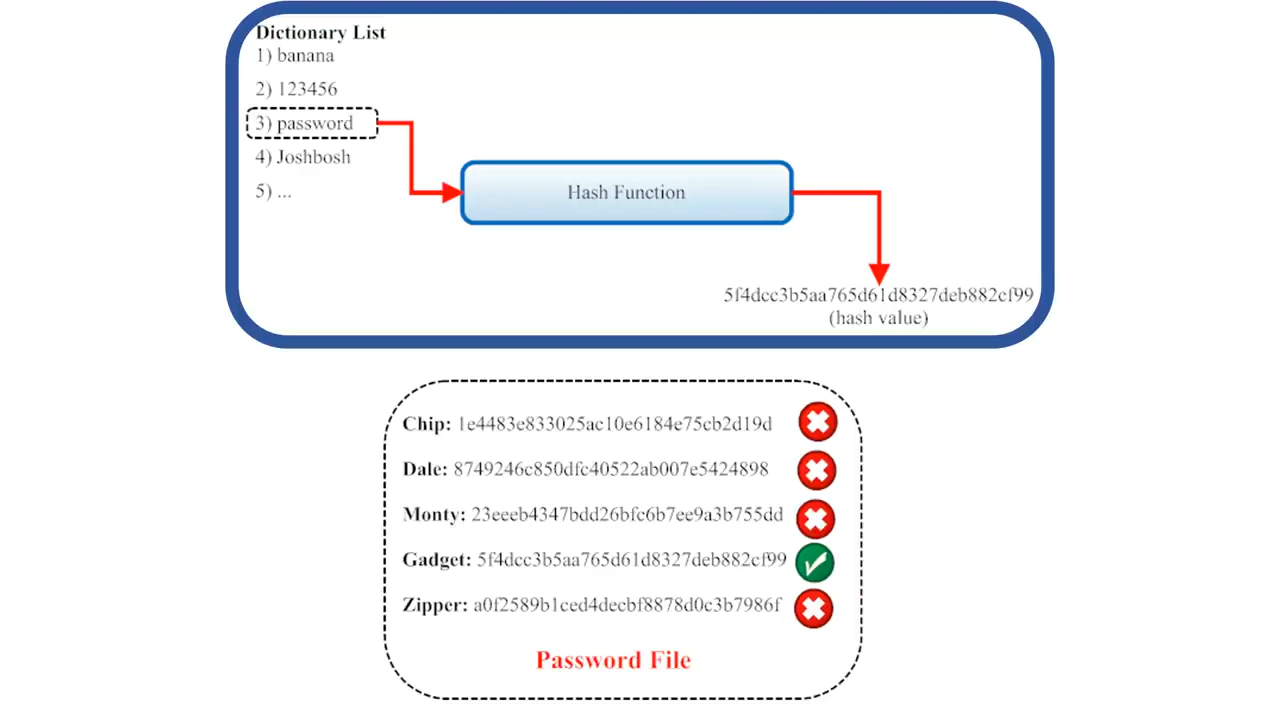 Dictionary List
1) banana
2) 123456
3) password
4) Joshbosh
5) ...
Hash Function
5f4dcc3b5aa765d61d8327deb882cf99
(hash value)
Chip: 1e4483e833025ac10e6184e75cb2d19d
Dale: 8749246c850dfc40522ab007e5424898
Monty: 23eeeb4347bdd26bfc6b7ee9a3b755dd
Gadget: 5f4dcc3b5aa765d61d8327deb882cf99
Zipper: a0f2589b1ced4decbf8878d0c3b7986f
Password File